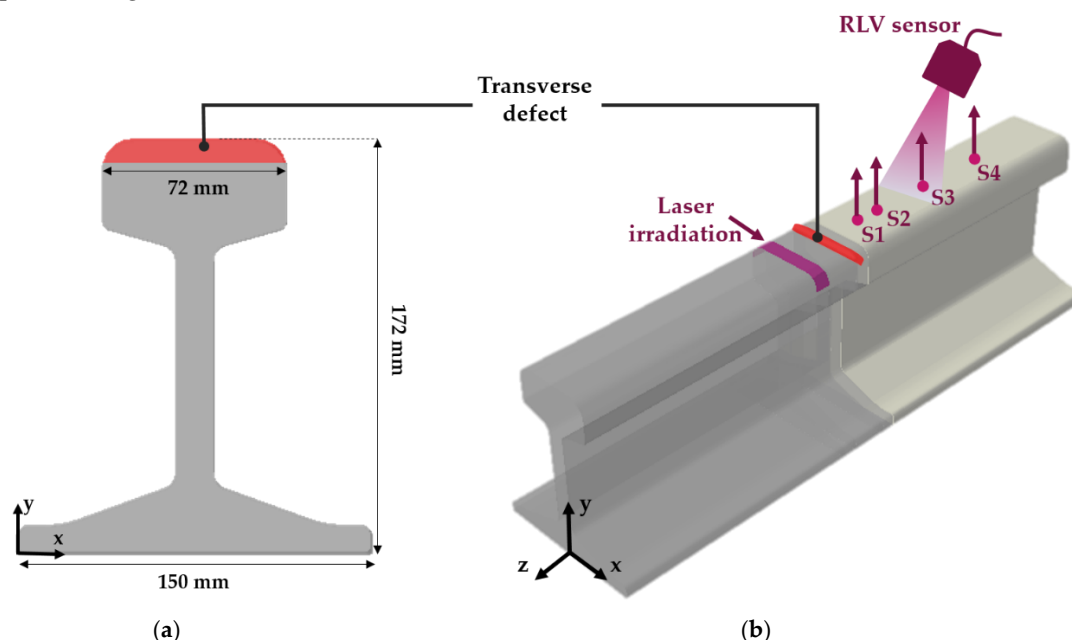 RLV sensor
Transverse
defect
72 mm
172 mm
150 mm
y
x
(a)
Laser
irradiation
S1
S2
S3
S4
y
z
x
(b)